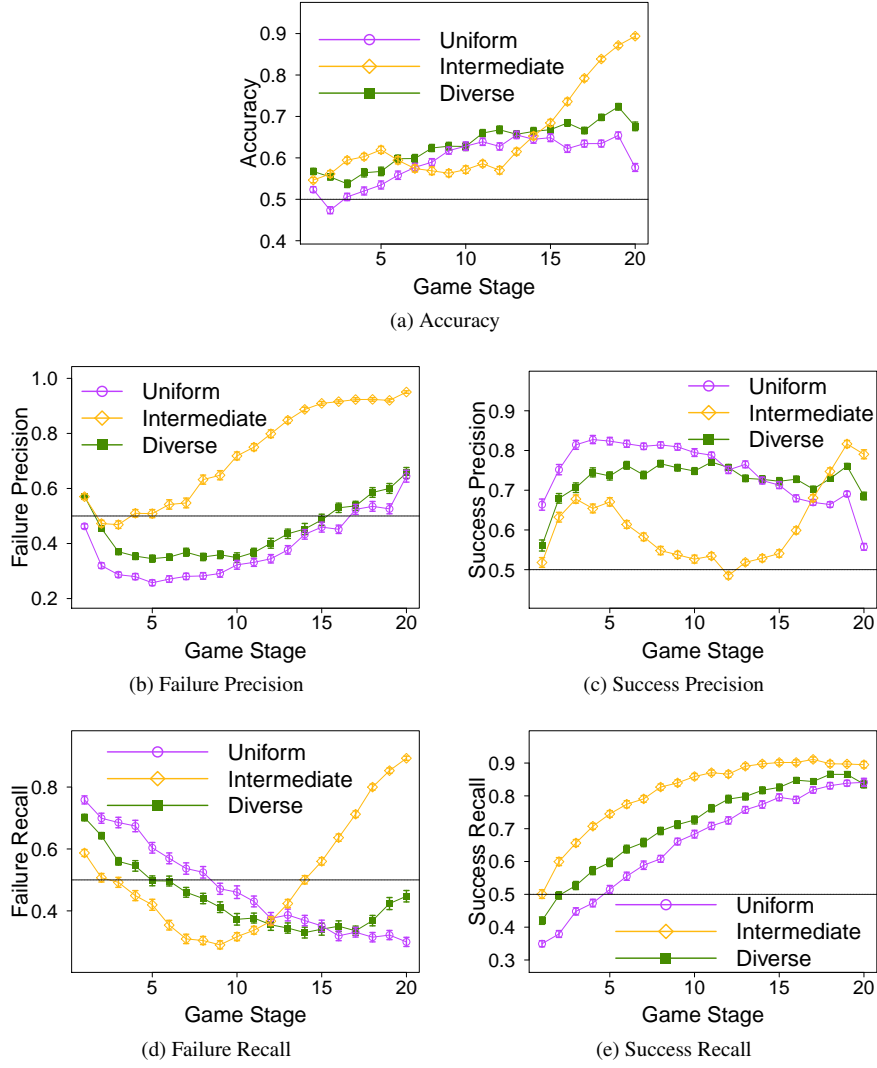 0.9
0.8
0.7
0.6
0.5
0.4
Accuracy
Uniform
Intermediate
Diverse
5 10 15 20
Game Stage
(a) Accuracy
1.0
0.8
0.6
0.4
0.2
Failure Precision
Uniform
Intermediate
Diverse
5 10 15 20
Game Stage
(b) Failure Precision
0.9
0.8
0.7
0.6
0.5
Success Precision
Uniform
Intermediate
Diverse
5 10 15 20
Game Stage
(c) Success Precision
0.8
0.6
0.4
Failure Recall
Uniform
Intermediate
Diverse
5 10 15 20
Game Stage
(d) Failure Recall
0.9
0.8
0.7
0.6
0.5
0.4
0.3
Success Recall
Uniform
Intermediate
Diverse
5 10 15 20
Game Stage
(e) Success Recall